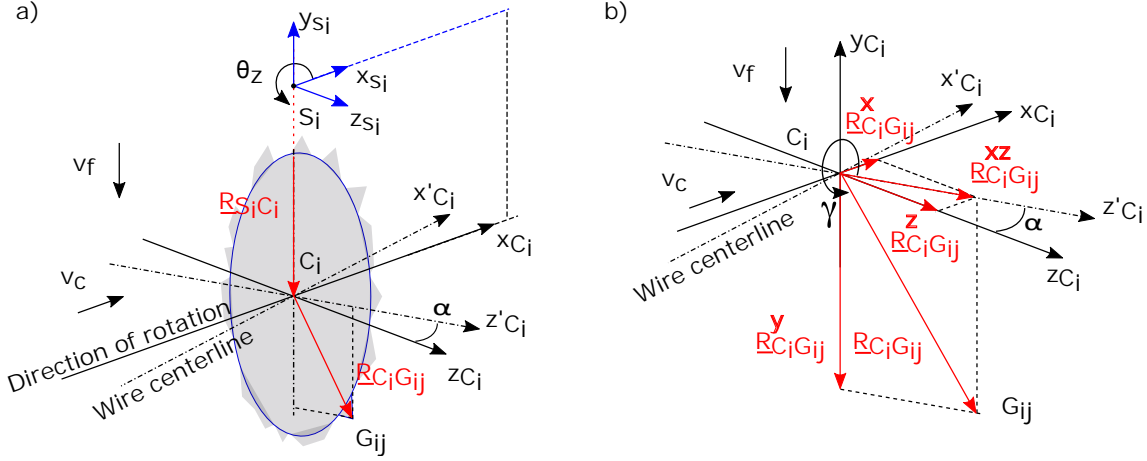 a)
ySi
θz
xSi
zSi
Si
vf
RSiCi
x'Ci
xCi
Ci
vc
α
z'Ci
zCi
Direction of rotation
Wire centerline
RCiGij
Gij
b)
yCi
vf
x'Ci
x
RCiGij
xCi
Ci
xz
RCiGij
vc
γ
z
RCiGij
α
z'Ci
zCi
Wire centerline
y
RCiGij
RCiGij
Gij